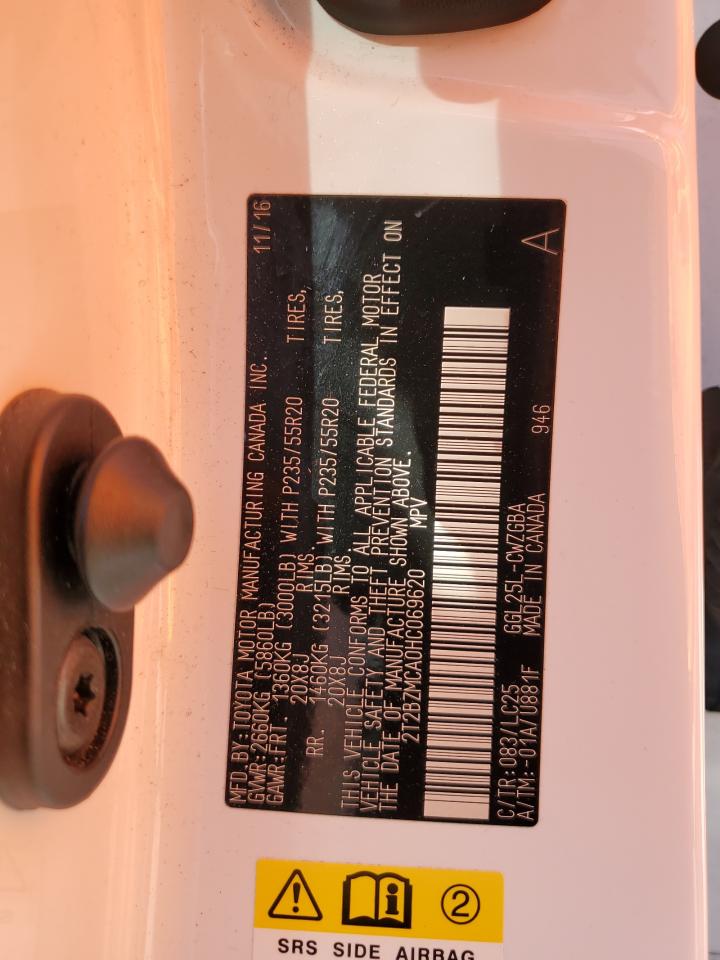 MFD.BY:TOYOTA MOTOR MANUFACTURING CANADA INC. 11/16
GVWR:2660KG (5860LB)
GAWR:FRT. 1360KG (3000LB) WITH P235/55R20 TIRES,
20X8J RIMS.
RR. 1460KG (3215LB) WITH P235/55R20 TIRES,
20X8J RIMS.
THIS VEHICLE CONFORMS TO ALL APPLICABLE FEDERAL MOTOR
VEHICLE SAFETY AND THEFT PREVENTION STANDARDS IN EFFECT ON
THE DATE OF MANUFACTURE SHOWN ABOVE.
2T2BZMCA0HC069620 MPV
C/TR:083/LC25 GGL25L-CWZGBA 946 A
A/TM:-01A/U881F MADE IN CANADA
2
SRS SIDE AIRBAG